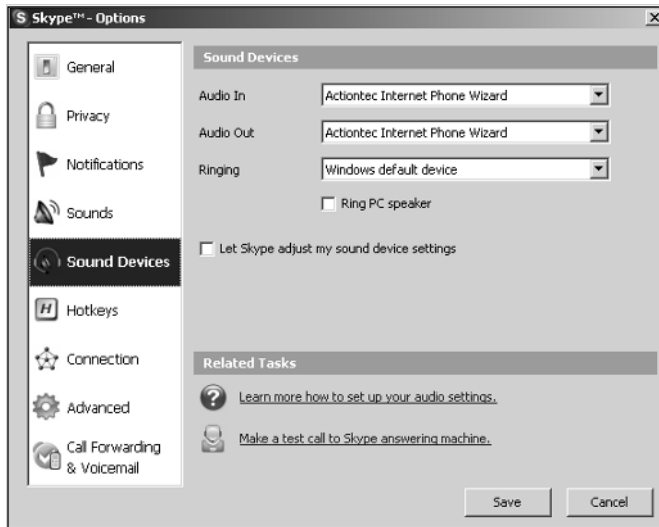 Skype™ - Options
General
Privacy
Notifications
Sounds
Sound Devices
Hotkeys
Connection
Advanced
Call Forwarding
& Voicemail
Sound Devices
Audio In
Actiontec Internet Phone Wizard
Audio Out
Actiontec Internet Phone Wizard
Ringing
Windows default device
Ring PC speaker
Let Skype adjust my sound device settings
Related Tasks
Learn more how to set up your audio settings.
Make a test call to Skype answering machine.
Save
Cancel